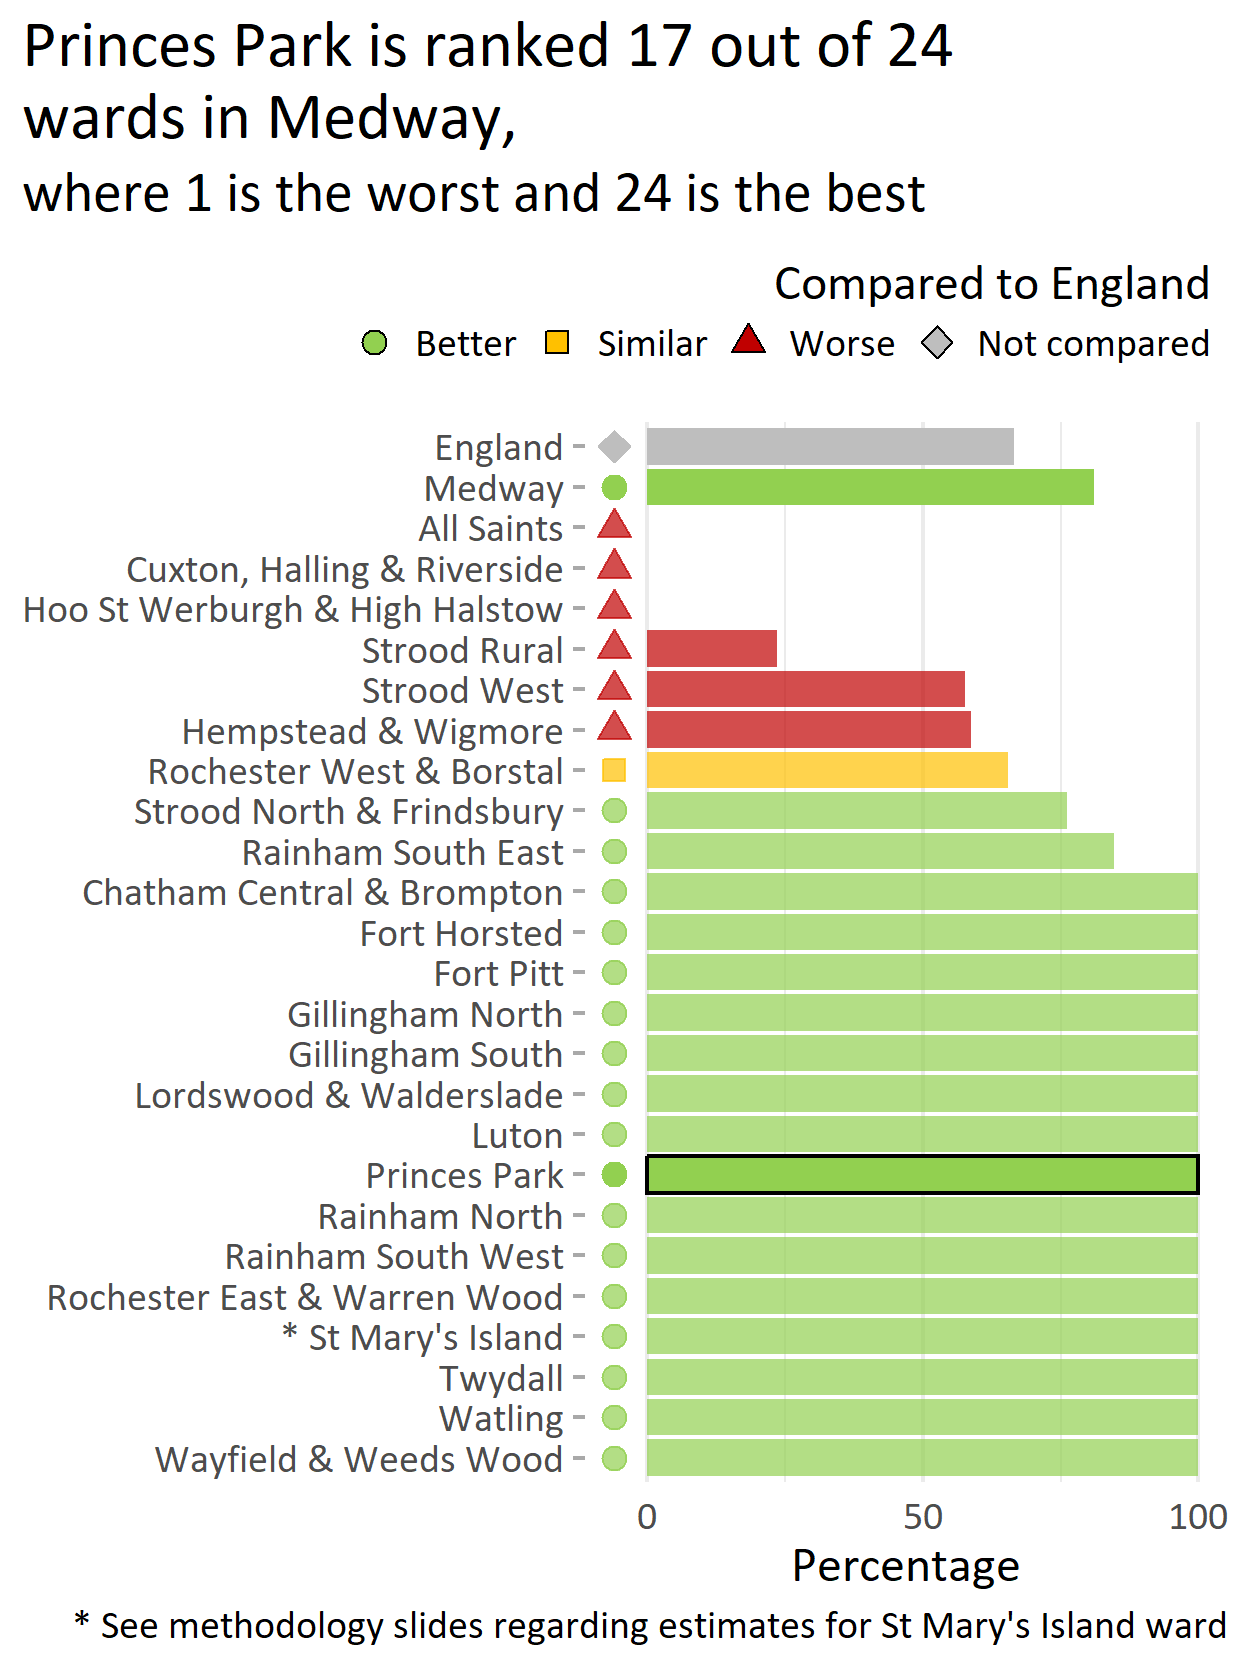 Princes Park is ranked 17 out of 24
wards in Medway,
where 1 is the worst and 24 is the best
Compared to England
Better Similar Worse Not compared
England
Medway
All Saints
Cuxton, Halling & Riverside
Hoo St Werburgh & High Halstow
Strood Rural
Strood West
Hempstead & Wigmore
Rochester West & Borstal
Strood North & Frindsbury
Rainham South East
Chatham Central & Brompton
Fort Horsted
Fort Pitt
Gillingham North
Gillingham South
Lordswood & Walderslade
Luton
Princes Park
Rainham North
Rainham South West
Rochester East & Warren Wood
* St Mary's Island
Twydall
Watling
Wayfield & Weeds Wood
0 50 100
Percentage
* See methodology slides regarding estimates for St Mary's Island ward